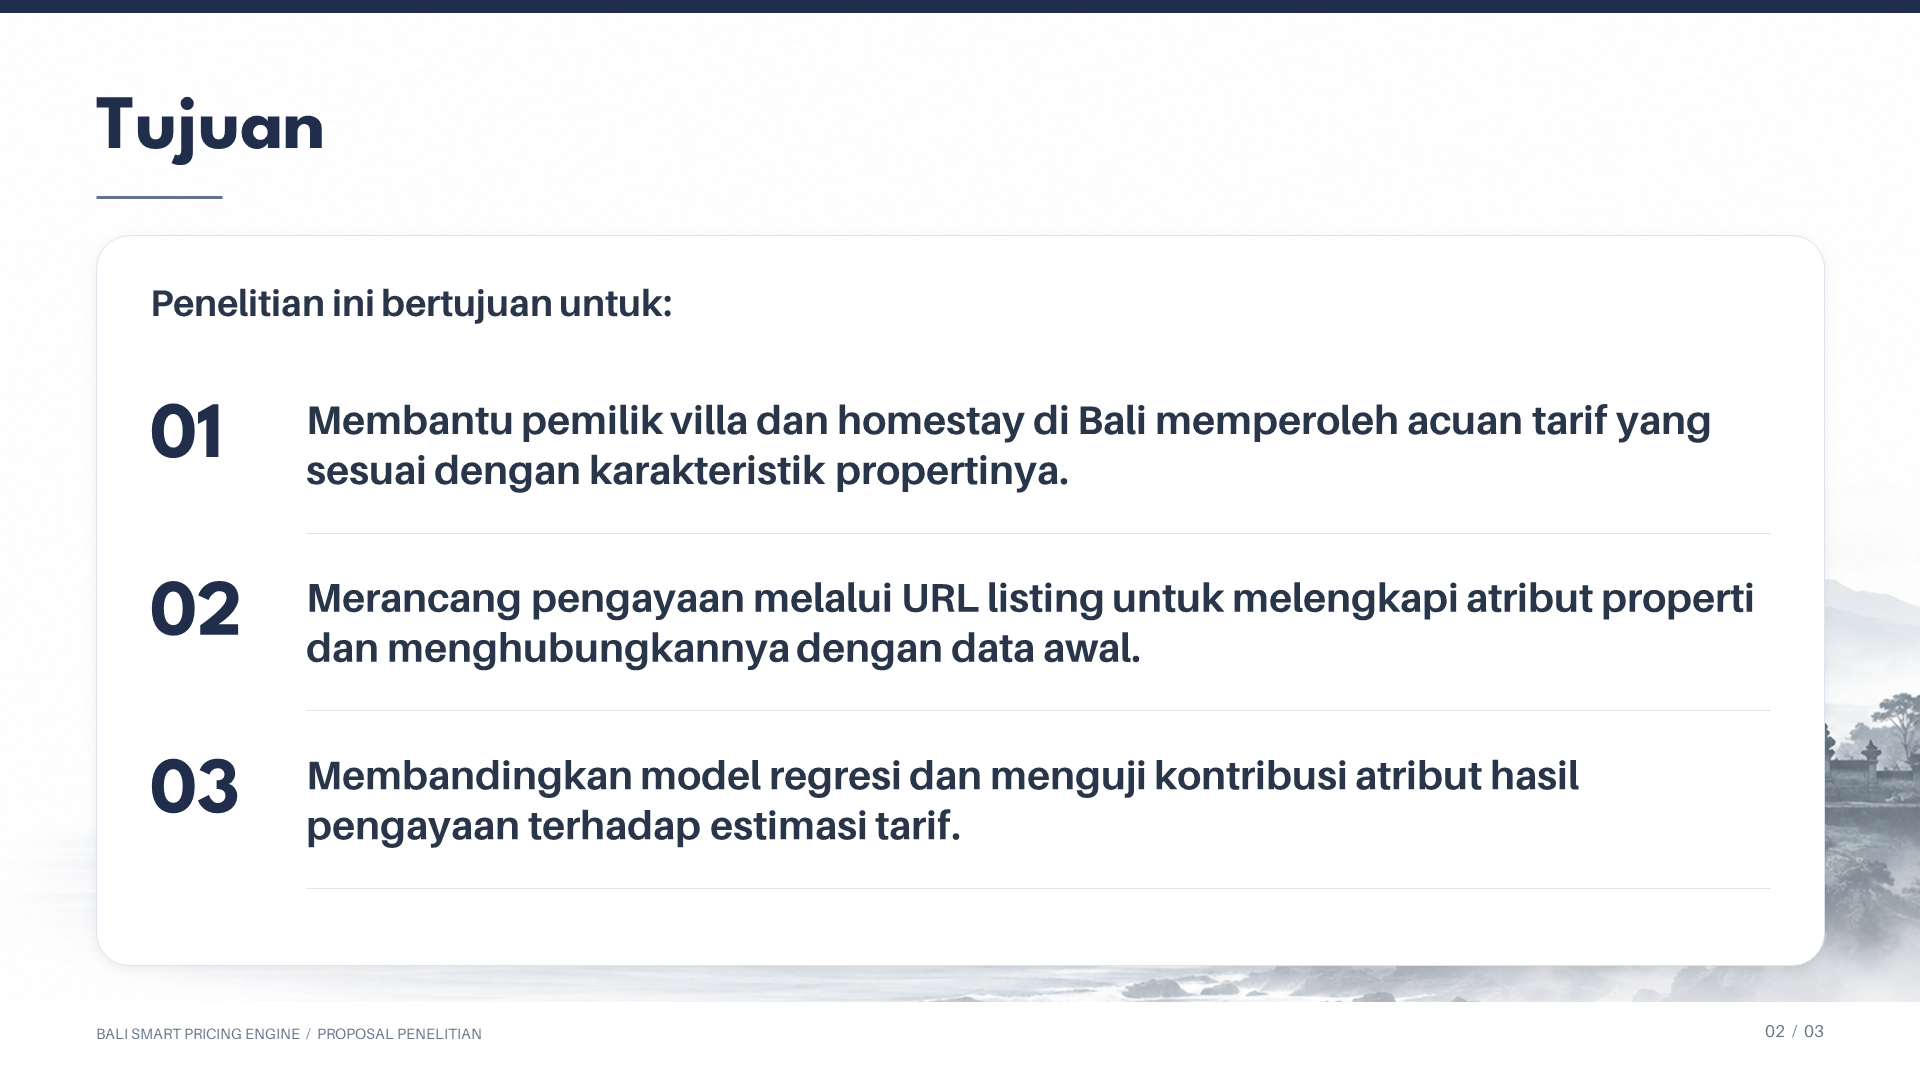 Tujuan
Penelitian ini bertujuan untuk:
01
Membantu pemilik villa dan homestay di Bali memperoleh acuan tarif yang
sesuai dengan karakteristik propertinya.
02
Merancang pengayaan melalui URL listing untuk melengkapi atribut properti
dan menghubungkannya dengan data awal.
03
Membandingkan model regresi dan menguji kontribusi atribut hasil
pengayaan terhadap estimasi tarif.
BALI SMART PRICING ENGINE / PROPOSAL PENELITIAN
02 / 03